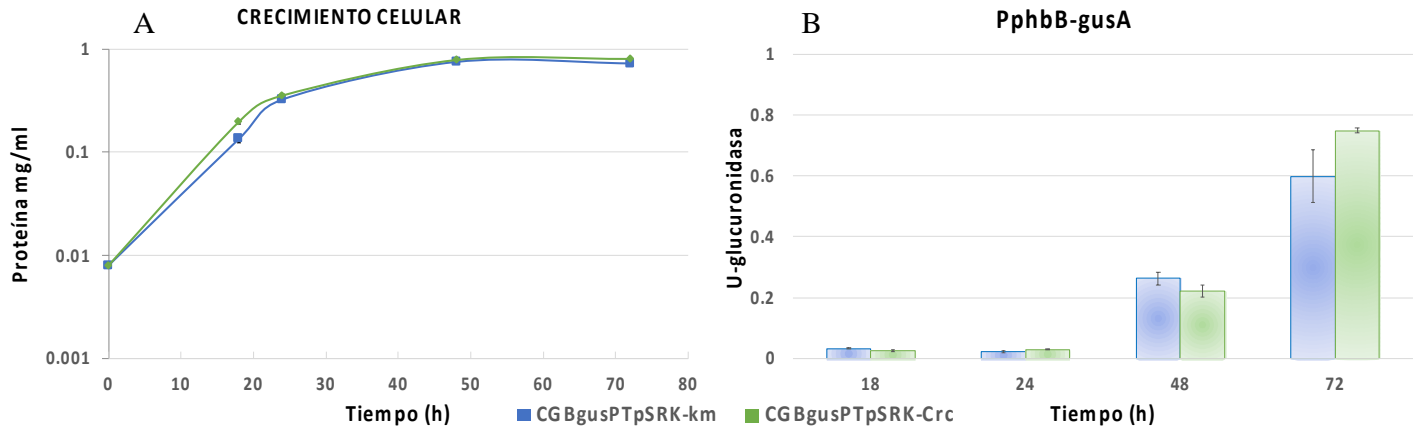 A
CRECIMIENTO CELULAR
Proteína mg/ml
1
0.1
0.01
0.001
0 10 20 30 40 50 60 70 80
Tiempo (h)
B
PphbB-gusA
U-glucuronidasa
1
0.8
0.6
0.4
0.2
0
18 24 48 72
Tiempo (h)
CGBgusPTpSRK-km
CGBgusPTpSRK-Crc